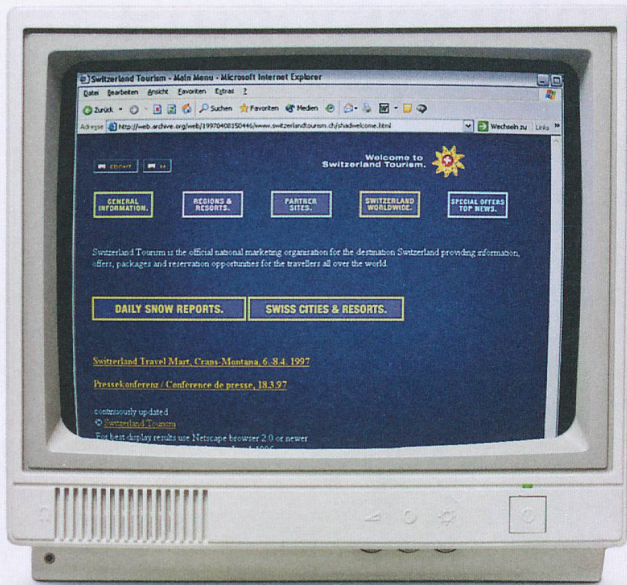 Switzerland Tourism - Main Menu - Microsoft Internet Explorer
Datei Bearbeiten Ansicht Favoriten Extras ?
Zurück Suchen Favoriten Medien
Adresse http://web.archive.org/web/19970408150446/www.switzerlandtourism.ch/shadwelcome.html Wechseln zu Links »
Welcome to
Switzerland Tourism.
GENERAL
INFORMATION.
REGIONS &
RESORTS.
PARTNER
SITES.
SWITZERLAND
WORLDWIDE.
SPECIAL OFFERS
TOP NEWS.
Switzerland Tourism is the official national marketing organisation for the destination Switzerland providing information,
offers, packages and reservation opportunities for the travellers all over the world.
DAILY SNOW REPORTS. SWISS CITIES & RESORTS.
Switzerland Travel Mart, Crans-Montana, 6.-8.4. 1997
Pressekonferenz / Conférence de presse, 18.3.97
continuously updated
© Switzerland Tourism
For best display results use Netscape browser 2.0 or newer